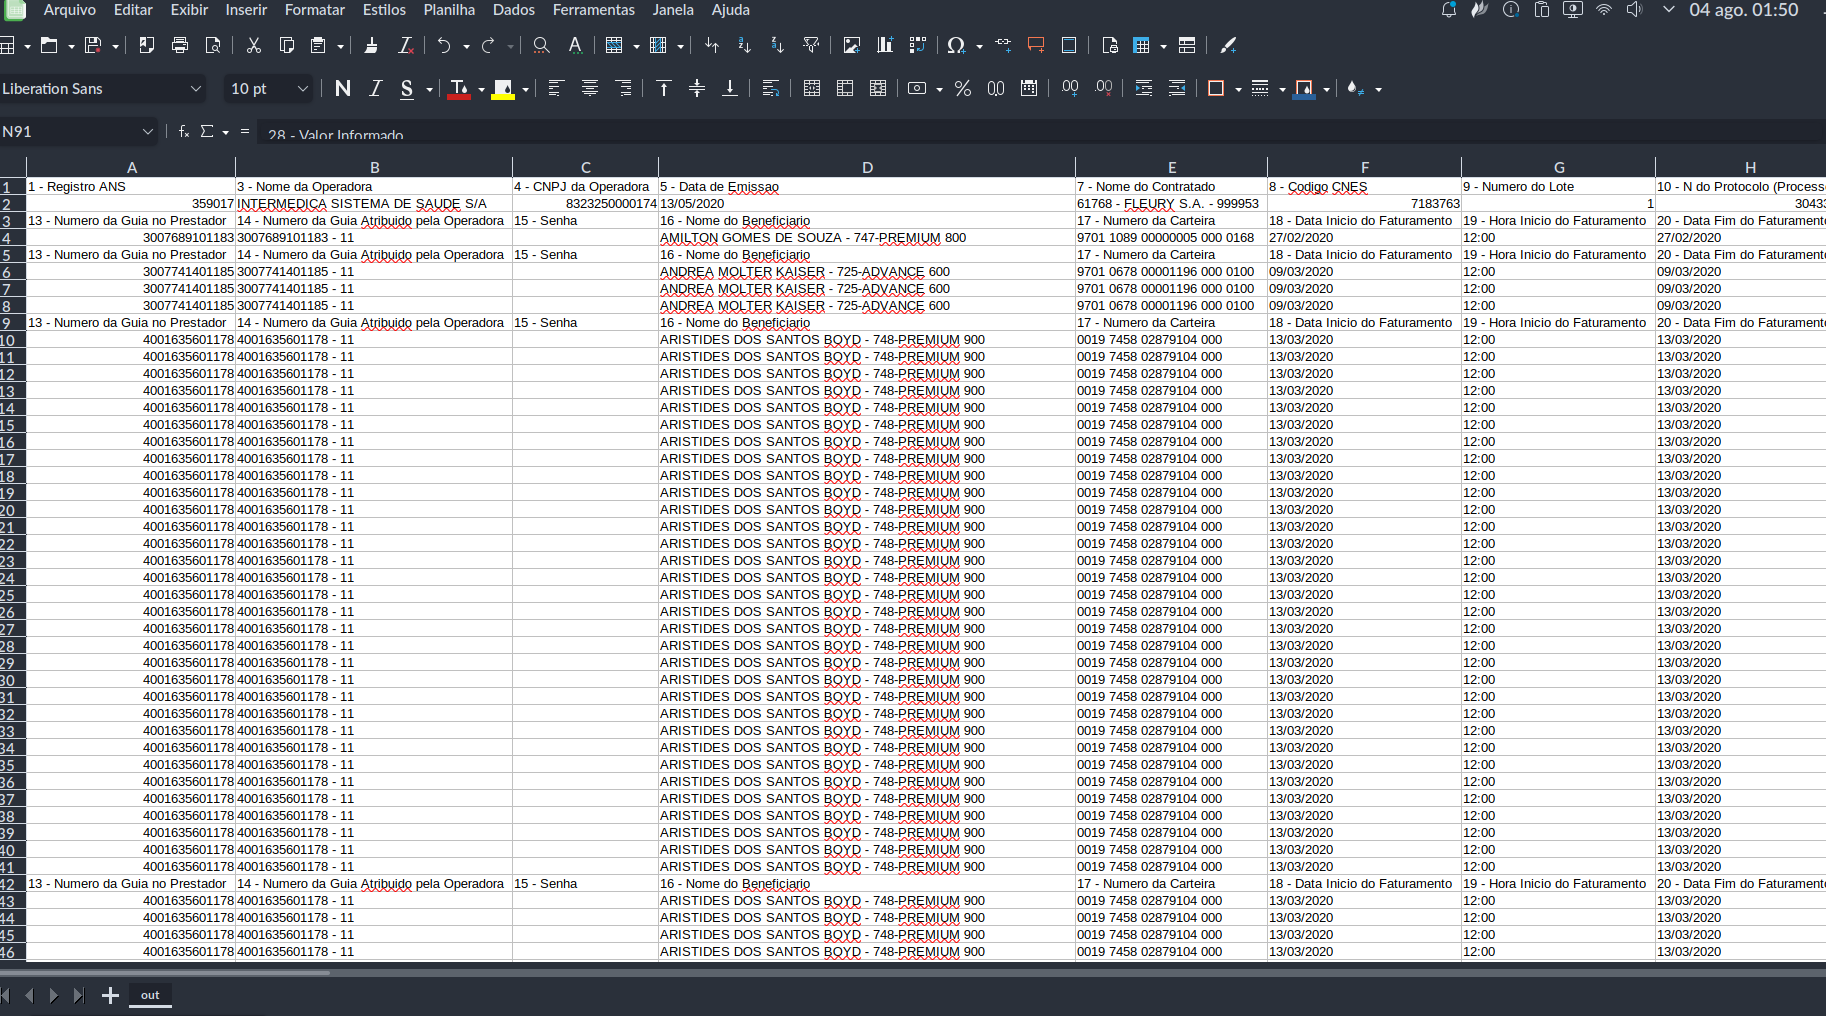 Arquivo Editar Exibir Inserir Formatar Estilos Planilha Dados Ferramentas Janela Ajuda 04 ago. 01:50
Liberation Sans 10 pt N I S
N91 fx Σ = 28 - Valor Informado
A B C D E F G H
1 1 - Registro ANS 3 - Nome da Operadora 4 - CNPJ da Operadora 5 - Data de Emissao 7 - Nome do Contratado 8 - Codigo CNES 9 - Numero do Lote 10 - N do Protocolo (Process
2 359017 INTERMEDICA SISTEMA DE SAUDE S/A 8323250000174 13/05/2020 61768 - FLEURY S.A. - 999953 7183763 1 3043
3 13 - Numero da Guia no Prestador 14 - Numero da Guia Atribuido pela Operadora 15 - Senha 16 - Nome do Beneficiario 17 - Numero da Carteira 18 - Data Inicio do Faturamento 19 - Hora Inicio do Faturamento 20 - Data Fim do Faturament
4 3007689101183 3007689101183 - 11 AMILTON GOMES DE SOUZA - 747-PREMIUM 800 9701 1089 00000005 000 0168 27/02/2020 12:00 27/02/2020
5 13 - Numero da Guia no Prestador 14 - Numero da Guia Atribuido pela Operadora 15 - Senha 16 - Nome do Beneficiario 17 - Numero da Carteira 18 - Data Inicio do Faturamento 19 - Hora Inicio do Faturamento 20 - Data Fim do Faturament
6 3007741401185 3007741401185 - 11 ANDREA MOLTER KAISER - 725-ADVANCE 600 9701 0678 00001196 000 0100 09/03/2020 12:00 09/03/2020
7 3007741401185 3007741401185 - 11 ANDREA MOLTER KAISER - 725-ADVANCE 600 9701 0678 00001196 000 0100 09/03/2020 12:00 09/03/2020
8 3007741401185 3007741401185 - 11 ANDREA MOLTER KAISER - 725-ADVANCE 600 9701 0678 00001196 000 0100 09/03/2020 12:00 09/03/2020
9 13 - Numero da Guia no Prestador 14 - Numero da Guia Atribuido pela Operadora 15 - Senha 16 - Nome do Beneficiario 17 - Numero da Carteira 18 - Data Inicio do Faturamento 19 - Hora Inicio do Faturamento 20 - Data Fim do Faturament
10 4001635601178 4001635601178 - 11 ARISTIDES DOS SANTOS BOYD - 748-PREMIUM 900 0019 7458 02879104 000 13/03/2020 12:00 13/03/2020
11 4001635601178 4001635601178 - 11 ARISTIDES DOS SANTOS BOYD - 748-PREMIUM 900 0019 7458 02879104 000 13/03/2020 12:00 13/03/2020
12 4001635601178 4001635601178 - 11 ARISTIDES DOS SANTOS BOYD - 748-PREMIUM 900 0019 7458 02879104 000 13/03/2020 12:00 13/03/2020
13 4001635601178 4001635601178 - 11 ARISTIDES DOS SANTOS BOYD - 748-PREMIUM 900 0019 7458 02879104 000 13/03/2020 12:00 13/03/2020
14 4001635601178 4001635601178 - 11 ARISTIDES DOS SANTOS BOYD - 748-PREMIUM 900 0019 7458 02879104 000 13/03/2020 12:00 13/03/2020
15 4001635601178 4001635601178 - 11 ARISTIDES DOS SANTOS BOYD - 748-PREMIUM 900 0019 7458 02879104 000 13/03/2020 12:00 13/03/2020
16 4001635601178 4001635601178 - 11 ARISTIDES DOS SANTOS BOYD - 748-PREMIUM 900 0019 7458 02879104 000 13/03/2020 12:00 13/03/2020
17 4001635601178 4001635601178 - 11 ARISTIDES DOS SANTOS BOYD - 748-PREMIUM 900 0019 7458 02879104 000 13/03/2020 12:00 13/03/2020
18 4001635601178 4001635601178 - 11 ARISTIDES DOS SANTOS BOYD - 748-PREMIUM 900 0019 7458 02879104 000 13/03/2020 12:00 13/03/2020
19 4001635601178 4001635601178 - 11 ARISTIDES DOS SANTOS BOYD - 748-PREMIUM 900 0019 7458 02879104 000 13/03/2020 12:00 13/03/2020
20 4001635601178 4001635601178 - 11 ARISTIDES DOS SANTOS BOYD - 748-PREMIUM 900 0019 7458 02879104 000 13/03/2020 12:00 13/03/2020
21 4001635601178 4001635601178 - 11 ARISTIDES DOS SANTOS BOYD - 748-PREMIUM 900 0019 7458 02879104 000 13/03/2020 12:00 13/03/2020
22 4001635601178 4001635601178 - 11 ARISTIDES DOS SANTOS BOYD - 748-PREMIUM 900 0019 7458 02879104 000 13/03/2020 12:00 13/03/2020
23 4001635601178 4001635601178 - 11 ARISTIDES DOS SANTOS BOYD - 748-PREMIUM 900 0019 7458 02879104 000 13/03/2020 12:00 13/03/2020
24 4001635601178 4001635601178 - 11 ARISTIDES DOS SANTOS BOYD - 748-PREMIUM 900 0019 7458 02879104 000 13/03/2020 12:00 13/03/2020
25 4001635601178 4001635601178 - 11 ARISTIDES DOS SANTOS BOYD - 748-PREMIUM 900 0019 7458 02879104 000 13/03/2020 12:00 13/03/2020
26 4001635601178 4001635601178 - 11 ARISTIDES DOS SANTOS BOYD - 748-PREMIUM 900 0019 7458 02879104 000 13/03/2020 12:00 13/03/2020
27 4001635601178 4001635601178 - 11 ARISTIDES DOS SANTOS BOYD - 748-PREMIUM 900 0019 7458 02879104 000 13/03/2020 12:00 13/03/2020
28 4001635601178 4001635601178 - 11 ARISTIDES DOS SANTOS BOYD - 748-PREMIUM 900 0019 7458 02879104 000 13/03/2020 12:00 13/03/2020
29 4001635601178 4001635601178 - 11 ARISTIDES DOS SANTOS BOYD - 748-PREMIUM 900 0019 7458 02879104 000 13/03/2020 12:00 13/03/2020
30 4001635601178 4001635601178 - 11 ARISTIDES DOS SANTOS BOYD - 748-PREMIUM 900 0019 7458 02879104 000 13/03/2020 12:00 13/03/2020
31 4001635601178 4001635601178 - 11 ARISTIDES DOS SANTOS BOYD - 748-PREMIUM 900 0019 7458 02879104 000 13/03/2020 12:00 13/03/2020
32 4001635601178 4001635601178 - 11 ARISTIDES DOS SANTOS BOYD - 748-PREMIUM 900 0019 7458 02879104 000 13/03/2020 12:00 13/03/2020
33 4001635601178 4001635601178 - 11 ARISTIDES DOS SANTOS BOYD - 748-PREMIUM 900 0019 7458 02879104 000 13/03/2020 12:00 13/03/2020
34 4001635601178 4001635601178 - 11 ARISTIDES DOS SANTOS BOYD - 748-PREMIUM 900 0019 7458 02879104 000 13/03/2020 12:00 13/03/2020
35 4001635601178 4001635601178 - 11 ARISTIDES DOS SANTOS BOYD - 748-PREMIUM 900 0019 7458 02879104 000 13/03/2020 12:00 13/03/2020
36 4001635601178 4001635601178 - 11 ARISTIDES DOS SANTOS BOYD - 748-PREMIUM 900 0019 7458 02879104 000 13/03/2020 12:00 13/03/2020
37 4001635601178 4001635601178 - 11 ARISTIDES DOS SANTOS BOYD - 748-PREMIUM 900 0019 7458 02879104 000 13/03/2020 12:00 13/03/2020
38 4001635601178 4001635601178 - 11 ARISTIDES DOS SANTOS BOYD - 748-PREMIUM 900 0019 7458 02879104 000 13/03/2020 12:00 13/03/2020
39 4001635601178 4001635601178 - 11 ARISTIDES DOS SANTOS BOYD - 748-PREMIUM 900 0019 7458 02879104 000 13/03/2020 12:00 13/03/2020
40 4001635601178 4001635601178 - 11 ARISTIDES DOS SANTOS BOYD - 748-PREMIUM 900 0019 7458 02879104 000 13/03/2020 12:00 13/03/2020
41 4001635601178 4001635601178 - 11 ARISTIDES DOS SANTOS BOYD - 748-PREMIUM 900 0019 7458 02879104 000 13/03/2020 12:00 13/03/2020
42 13 - Numero da Guia no Prestador 14 - Numero da Guia Atribuido pela Operadora 15 - Senha 16 - Nome do Beneficiario 17 - Numero da Carteira 18 - Data Inicio do Faturamento 19 - Hora Inicio do Faturamento 20 - Data Fim do Faturament
43 4001635601178 4001635601178 - 11 ARISTIDES DOS SANTOS BOYD - 748-PREMIUM 900 0019 7458 02879104 000 13/03/2020 12:00 13/03/2020
44 4001635601178 4001635601178 - 11 ARISTIDES DOS SANTOS BOYD - 748-PREMIUM 900 0019 7458 02879104 000 13/03/2020 12:00 13/03/2020
45 4001635601178 4001635601178 - 11 ARISTIDES DOS SANTOS BOYD - 748-PREMIUM 900 0019 7458 02879104 000 13/03/2020 12:00 13/03/2020
46 4001635601178 4001635601178 - 11 ARISTIDES DOS SANTOS BOYD - 748-PREMIUM 900 0019 7458 02879104 000 13/03/2020 12:00 13/03/2020
out